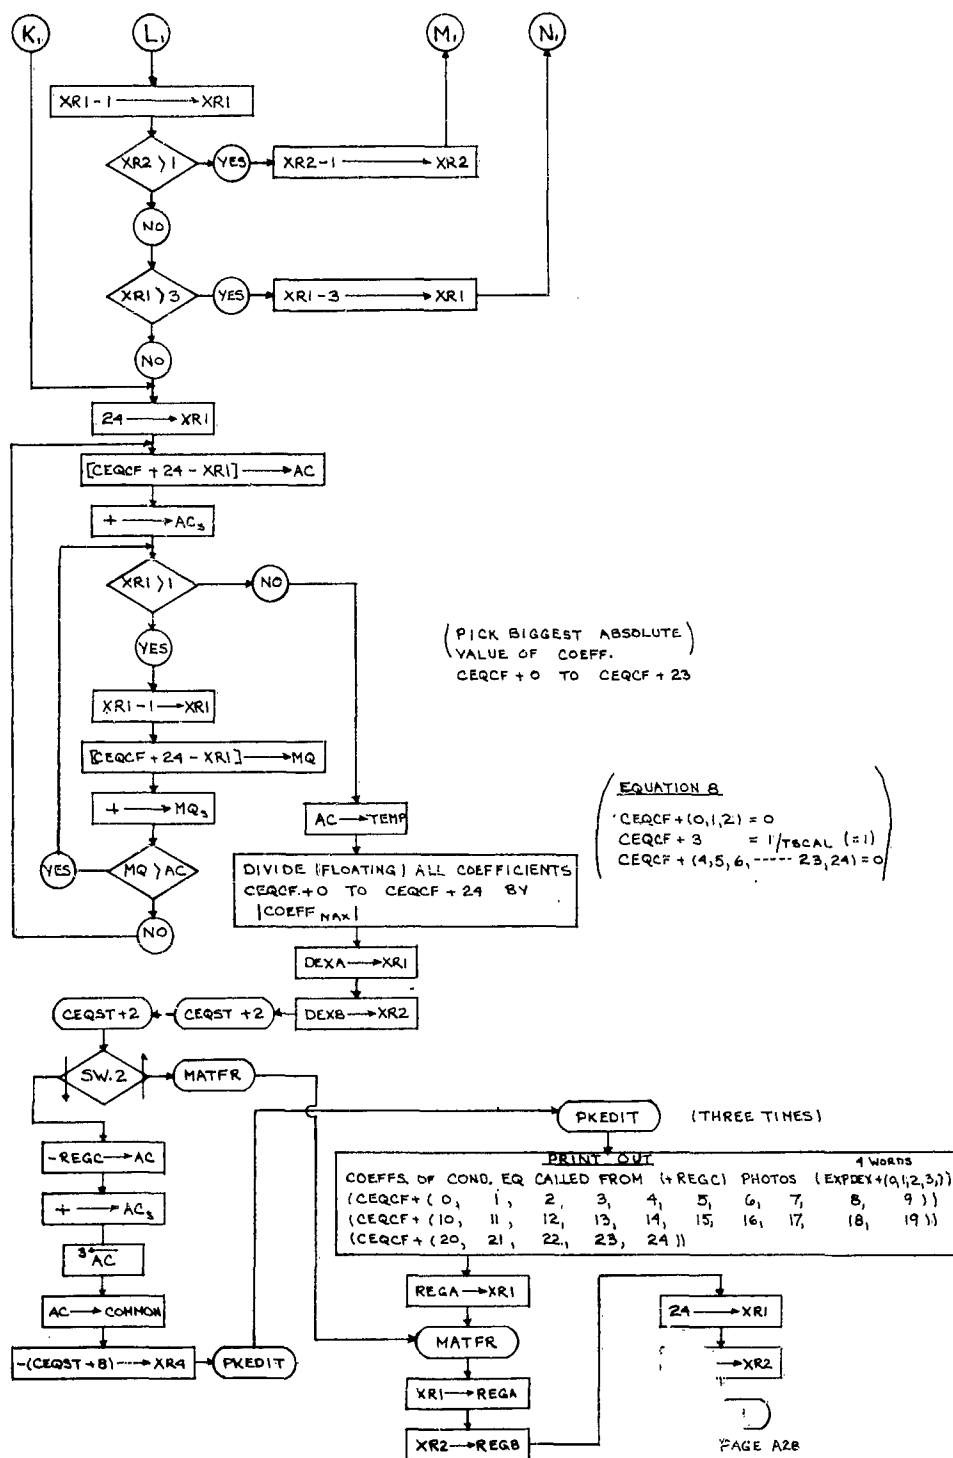 K₁ L₁ M₁ N₁
XR1-1 → XR1
XR2 > 1 YES XR2-1 → XR2
NO
XR1 > 3 YES XR1-3 → XR1
NO
24 → XR1
[CEQCF + 24 - XR1] → AC
+ → ACs
XR1 > 1 NO
YES
(PICK BIGGEST ABSOLUTE)
VALUE OF COEFF.
CEQCF + 0 TO CEQCF + 23
XR1-1 → XR1
[CEQCF + 24 - XR1] → MQ
+ → MQs
MQ > AC
YES
NO
EQUATION 8
CEQCF + (0,1,2) = 0
CEQCF + 3 = 1/TSCAL (=1)
CEQCF + (4,5,6, ----- 23,24) = 0
AC → TEMP
DIVIDE (FLOATING) ALL COEFFICIENTS
CEQCF + 0 TO CEQCF + 24 BY
|COEFF MAX|
DEXA → XR1
DEXB → XR2
CEQST +2
CEQST+2
SW.2
MATFR
-REGC → AC
+ → ACs
3 ← AC
AC → COMMON
-(CEQST + 8) → XR4
PKEDIT
PKEDIT (THREE TIMES)
PRINT OUT 4 WORDS
COEFFS. OF COND. EQ CALLED FROM (+ REGC) PHOTOS (EXPDEX+(0,1,2,3,))
(CEQCF+ ( 0, 1, 2, 3, 4, 5, 6, 7, 8, 9 ))
(CEQCF+ (10, 11, 12, 13, 14, 15, 16, 17, 18, 19 ))
(CEQCF+ (20, 21, 22, 23, 24 ))
REGA → XR1
MATFR
XR1 → REGA
XR2 → REGB
24 → XR1
→ XR2
1
PAGE A28